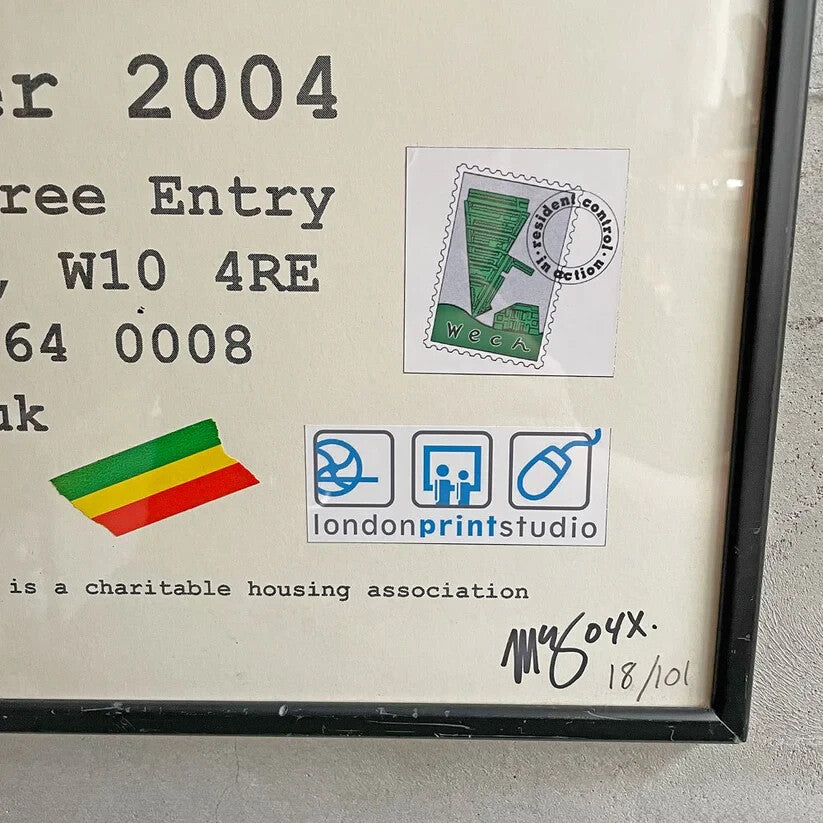 er 2004
ree Entry
, W10 4RE
64 0008
uk
resident control
in action
wech
londonprintstudio
is a charitable housing association
04X.
18/101